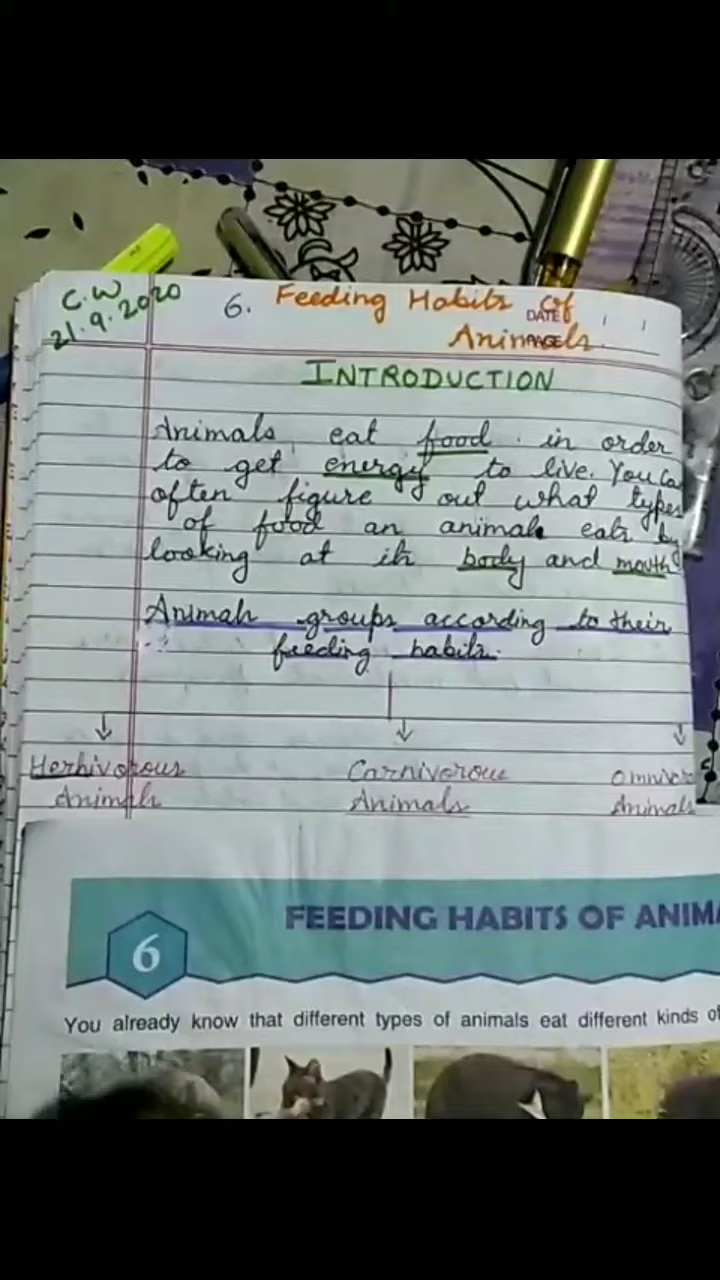 C.W
21.9.2020
6. Feeding Habits of
DATE
Animals
PAGE
INTRODUCTION
Animals eat food in order
to get energy to live. You Can
often figure out what types
of food an animal eats by
looking at its body and mouth
Animals groups according to their
feeding habits.
Herbivorous Carnivorous Omnivoro
Animals Animals Animals
6
FEEDING HABITS OF ANIMA
You already know that different types of animals eat different kinds of